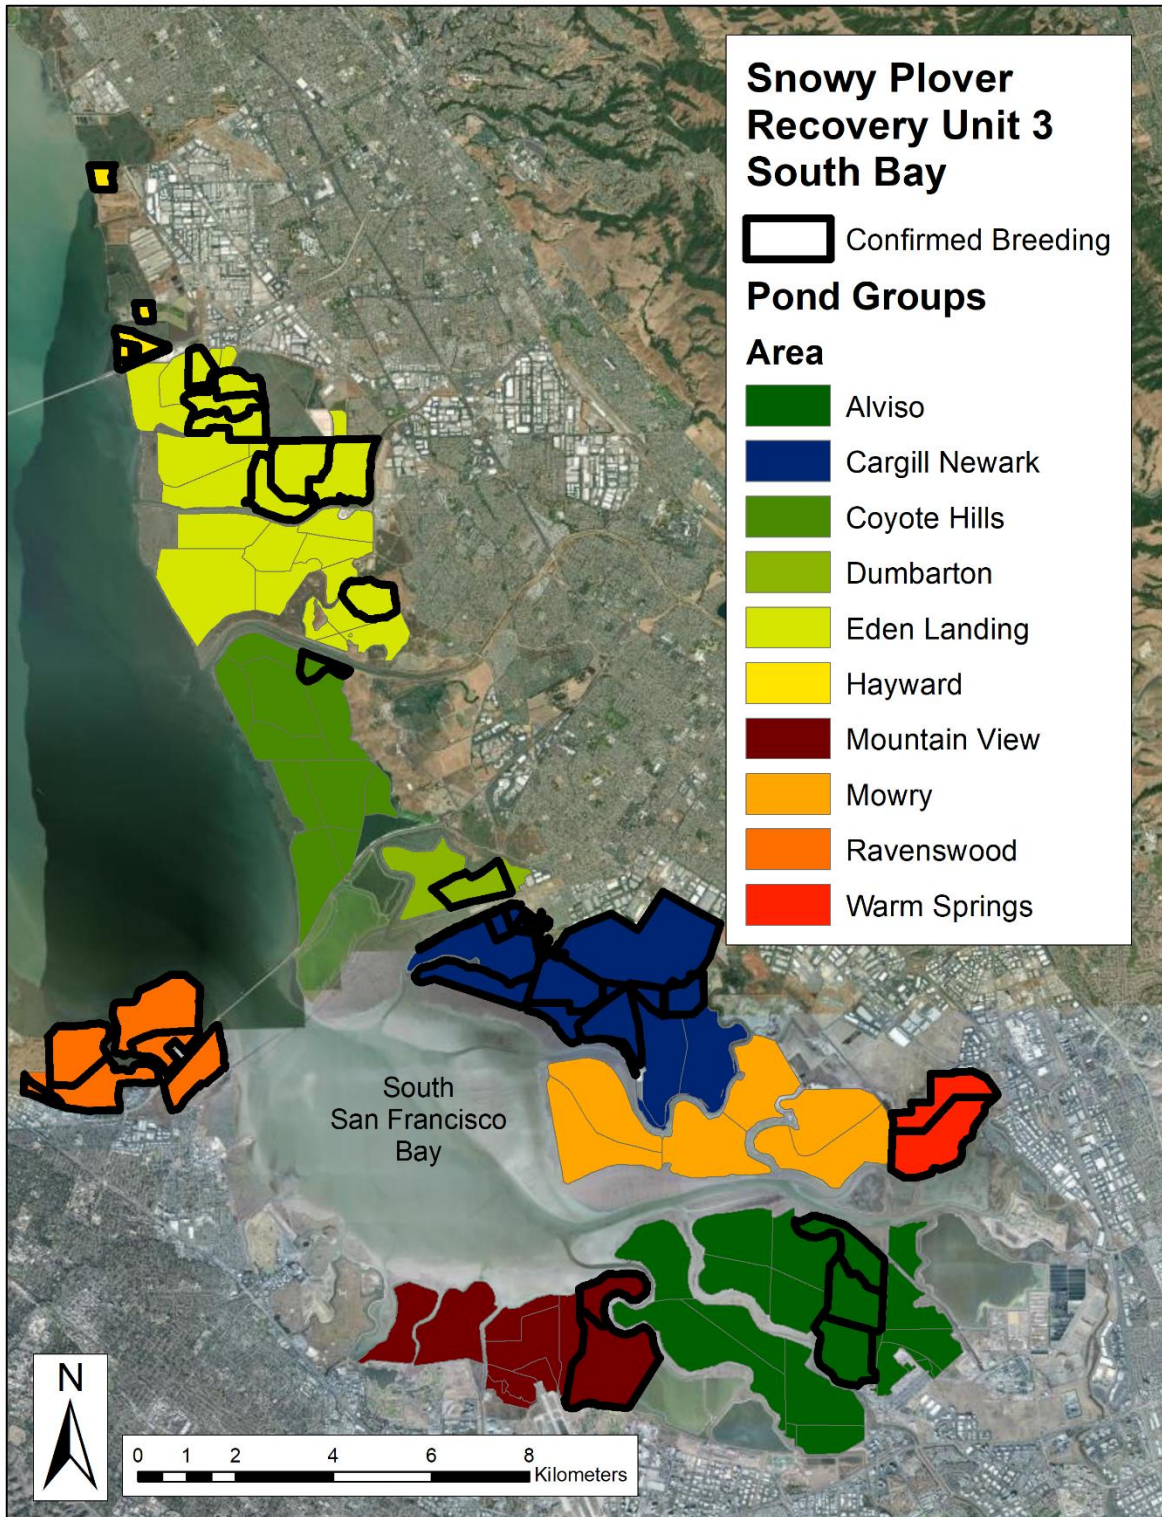 Snowy Plover
Recovery Unit 3
South Bay
Confirmed Breeding
Pond Groups
Area
Alviso
Cargill Newark
Coyote Hills
Dumbarton
Eden Landing
Hayward
Mountain View
Mowry
Ravenswood
Warm Springs
South
San Francisco
Bay
N
0 1 2 4 6 8
Kilometers